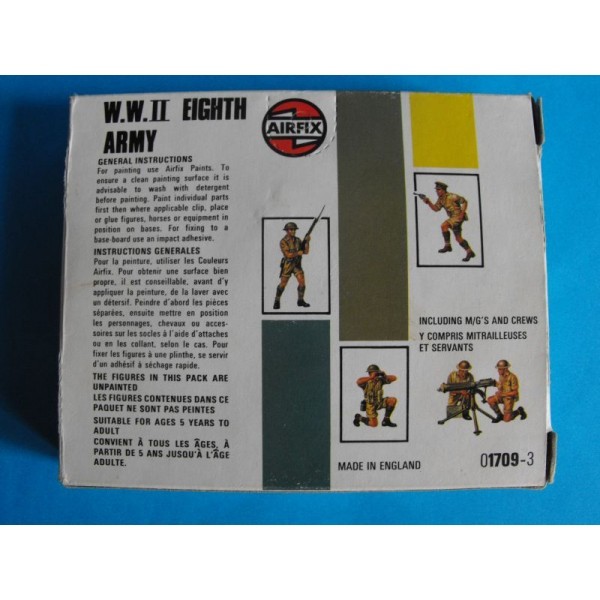 W.W.II EIGHTH
ARMY
AIRFIX
GENERAL INSTRUCTIONS
For painting use Airfix Paints. To
ensure a clean painting surface it is
advisable to wash with detergent
before painting. Paint individual parts
first then where applicable clip, place
or glue figures, horses or equipment in
position on bases. For fixing to a
base-board use an impact adhesive.
INSTRUCTIONS GENERALES
Pour la peinture, utiliser les Couleurs
Airfix. Pour obtenir une surface bien
propre, il est conseillable, avant d'y
appliquer la peinture, de la laver avec
un détersif. Peindre d'abord les pièces
séparées, ensuite mettre en position
les personnages, chevaux ou acces-
soires sur les socles à l'aide d'attaches
ou en les collant, selon le cas. Pour
fixer les figures à une plinthe, se servir
d'un adhésif à séchage rapide.
THE FIGURES IN THIS PACK ARE
UNPAINTED
LES FIGURES CONTENUES DANS CE
PAQUET NE SONT PAS PEINTES
SUITABLE FOR AGES 5 YEARS TO
ADULT
CONVIENT À TOUS LES ÂGES, À
PARTIR DE 5 ANS JUSQU'À L'ÂGE
ADULTE.
INCLUDING M/G'S AND CREWS
Y COMPRIS MITRAILLEUSES
ET SERVANTS
MADE IN ENGLAND
01709-3